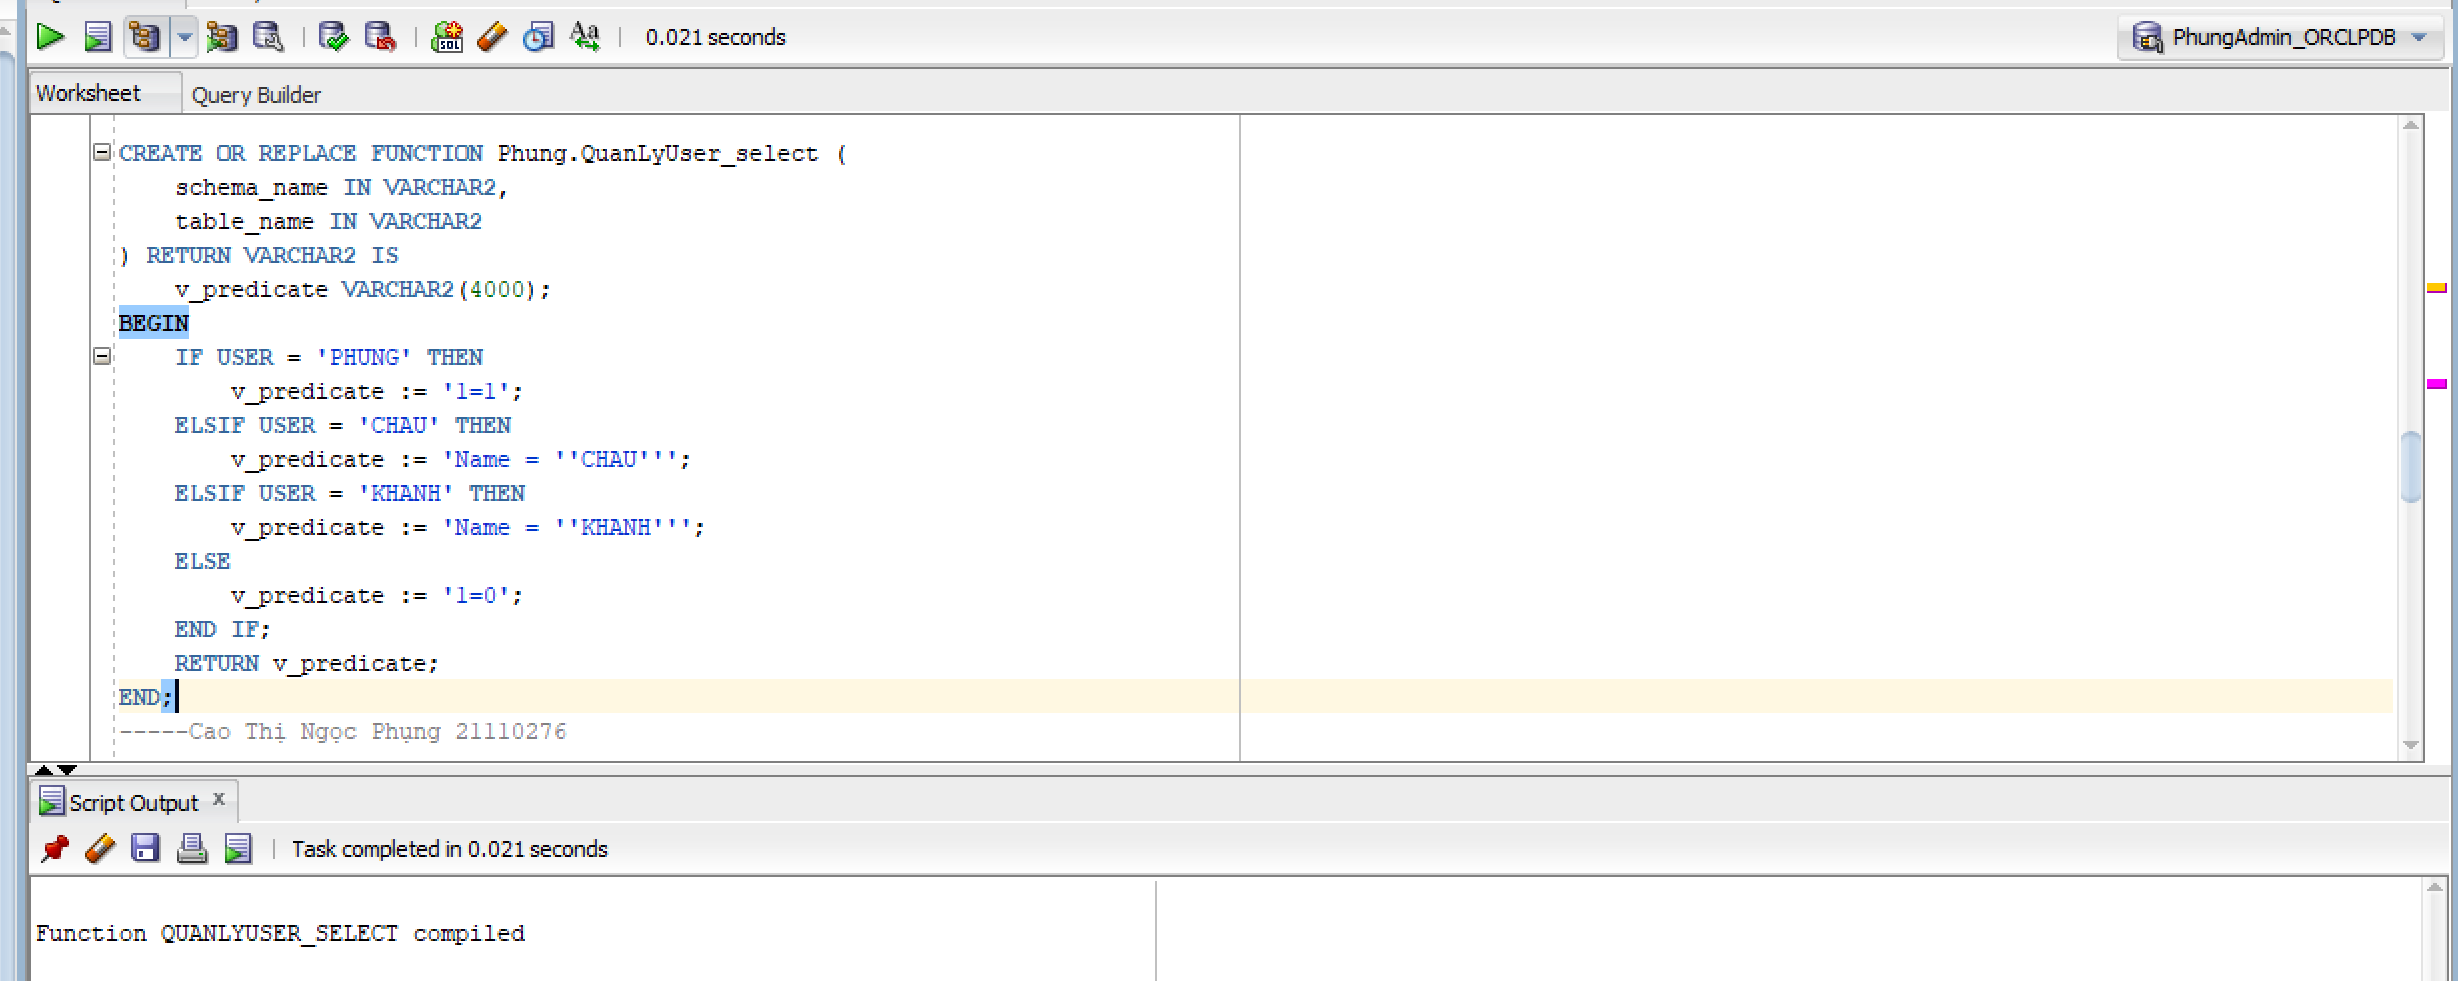 0.021 seconds
PhungAdmin_ORCLPDB
Worksheet
Query Builder
CREATE OR REPLACE FUNCTION Phung.QuanLyUser_select (
schema_name IN VARCHAR2,
table_name IN VARCHAR2
) RETURN VARCHAR2 IS
v_predicate VARCHAR2(4000);
BEGIN
IF USER = 'PHUNG' THEN
v_predicate := '1=1';
ELSIF USER = 'CHAU' THEN
v_predicate := 'Name = ''CHAU''';
ELSIF USER = 'KHANH' THEN
v_predicate := 'Name = ''KHANH''';
ELSE
v_predicate := '1=0';
END IF;
RETURN v_predicate;
END;
-----Cao Thị Ngọc Phụng 21110276
Script Output x
Task completed in 0.021 seconds
Function QUANLYUSER_SELECT compiled